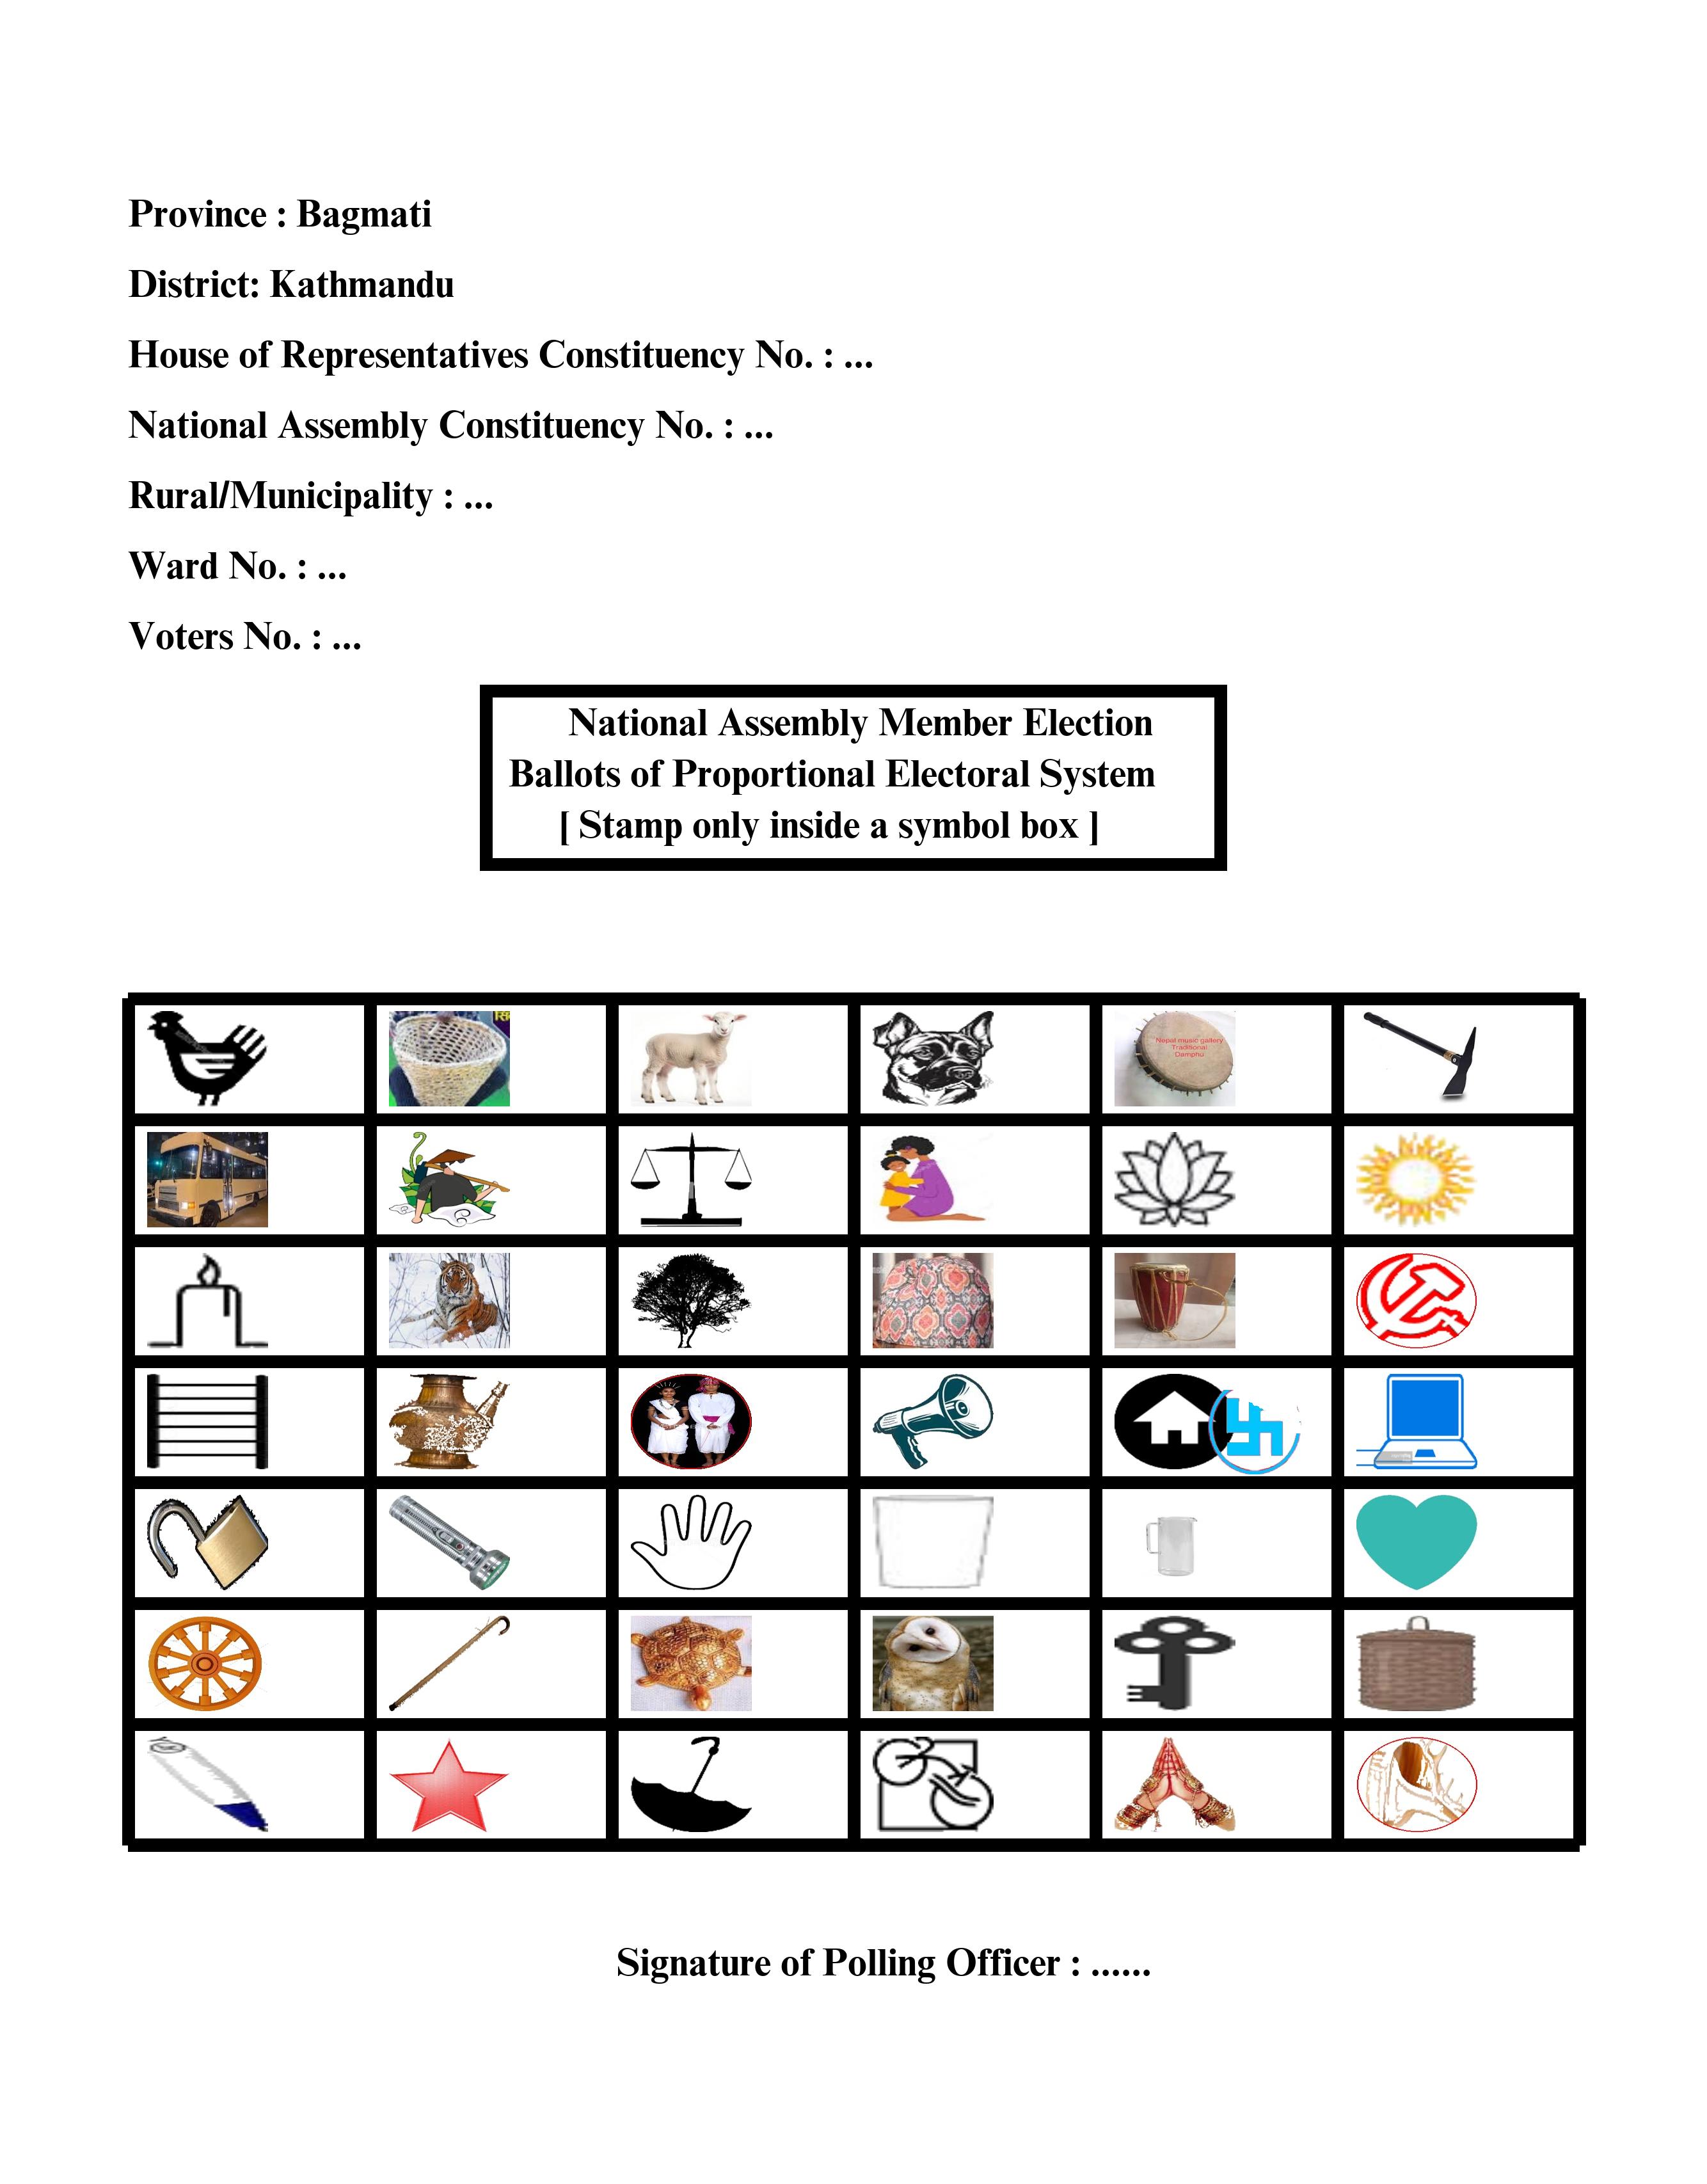 Province : Bagmati
District: Kathmandu
House of Representatives Constituency No. : ...
National Assembly Constituency No. : ...
Rural/Municipality : ...
Ward No. : ...
Voters No. : ...
National Assembly Member Election
Ballots of Proportional Electoral System
[ Stamp only inside a symbol box ]
Nepal music gallery
Traditional
Damphu
Signature of Polling Officer : ......